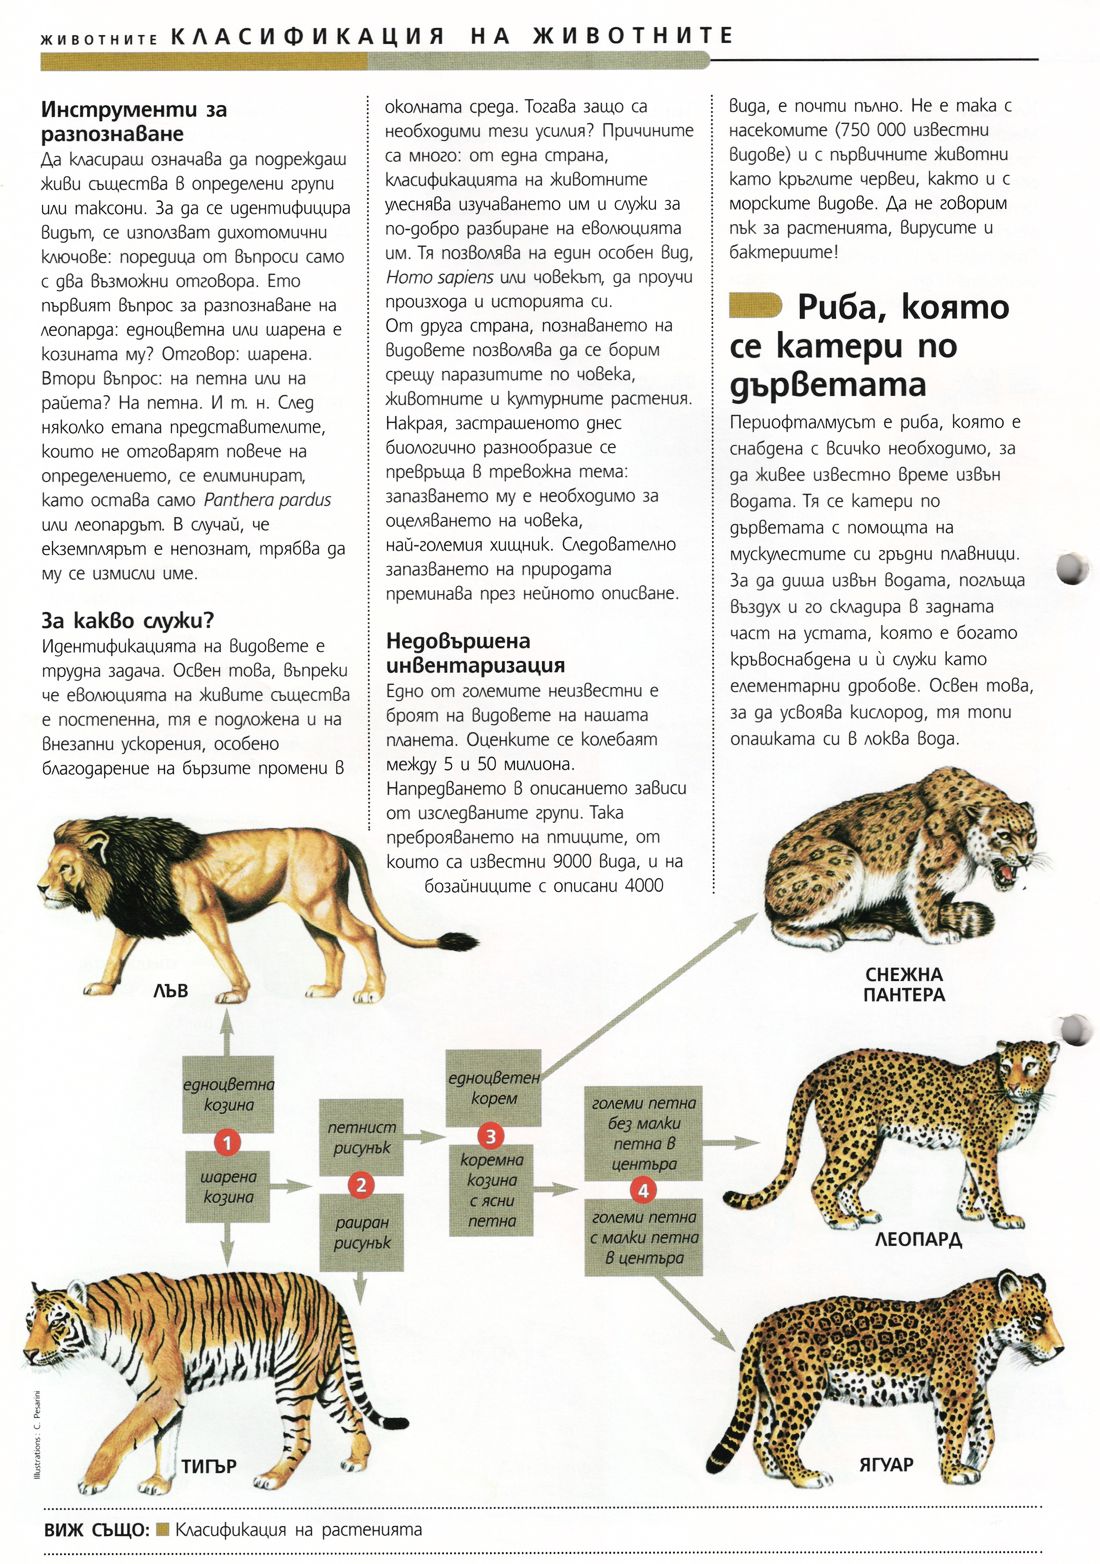 ЖИВОТНИТЕ КЛАСИФИКАЦИЯ НА ЖИВОТНИТЕ
Инструменти за
разпознаване
Да класираш означава да подреждаш
живи същества в определени групи
или таксони. За да се идентифицира
видът, се използват дихотомични
ключове: поредица от въпроси само
с два възможни отговора. Ето
първият въпрос за разпознаване на
леопарда: едноцветна или шарена е
козината му? Отговор: шарена.
Втори въпрос: на петна или на
райета? На петна. И т. н. След
няколко етапа представителите,
които не отговарят повече на
определението, се елиминират,
като остава само Panthera pardus
или леопардът. В случай, че
екземплярът е непознат, трябва да
му се измисли име.
За какво служи?
Идентификацията на видовете е
трудна задача. Освен това, въпреки
че еволюцията на живите същества
е постепенна, тя е подложена и на
внезапни ускорения, особено
благодарение на бързите промени в
околната среда. Тогава защо са
необходими тези усилия? Причините
са много: от една страна,
класификацията на животните
улеснява изучаването им и служи за
по-добро разбиране на еволюцията
им. Тя позволява на един особен вид,
Homo sapiens или човекът, да проучи
произхода и историята си.
От друга страна, познаването на
видовете позволява да се борим
срещу паразитите по човека,
животните и културните растения.
Накрая, застрашеното днес
биологично разнообразие се
превръща в тревожна тема:
запазването му е необходимо за
оцеляването на човека,
най-големия хищник. Следователно
запазването на природата
преминава през нейното описване.
Недовършена
инвентаризация
Едно от големите неизвестни е
броят на видовете на нашата
планета. Оценките се колебаят
между 5 и 50 милиона.
Напредването в описанието зависи
от изследваните групи. Така
преброяването на птиците, от
които са известни 9000 вида, и на
бозайниците с описани 4000
вида, е почти пълно. Не е така с
насекомите (750 000 известни
видове) и с първичните животни
като кръглите червеи, както и с
морските видове. Да не говорим
пък за растенията, вирусите и
бактериите!
Риба, която
се катери по
дърветата
Периофталмусът е риба, която е
снабдена с всичко необходимо, за
да живее известно време извън
водата. Тя се катери по
дърветата с помощта на
мускулестите си гръдни плавници.
За да диша извън водата, поглъща
въздух и го складира в задната
част на устата, която е богато
кръвоснабдена и ѝ служи като
елементарни дробове. Освен това,
за да усвоява кислород, тя топи
опашката си в локва вода.
ЛЪВ
СНЕЖНА
ПАНТЕРА
едноцветна
козина
1
шарена
козина
петнист
рисунък
2
раиран
рисунък
едноцветен
корем
3
коремна
козина
с ясни
петна
големи петна
без малки
петна в
центъра
4
големи петна
с малки петна
в центъра
ЛЕОПАРД
ТИГЪР
ЯГУАР
Illustrations : C. Pesarini
ВИЖ СЪЩО: Класификация на растенията